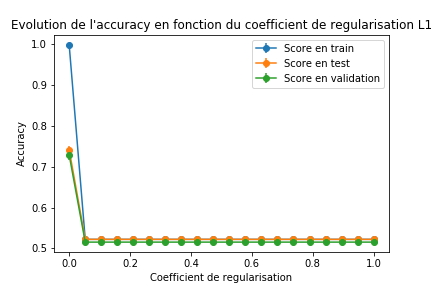 Evolution de l'accuracy en fonction du coefficient de regularisation L1
Score en train
Score en test
Score en validation
Accuracy
1.0
0.9
0.8
0.7
0.6
0.5
0.0 0.2 0.4 0.6 0.8 1.0
Coefficient de regularisation